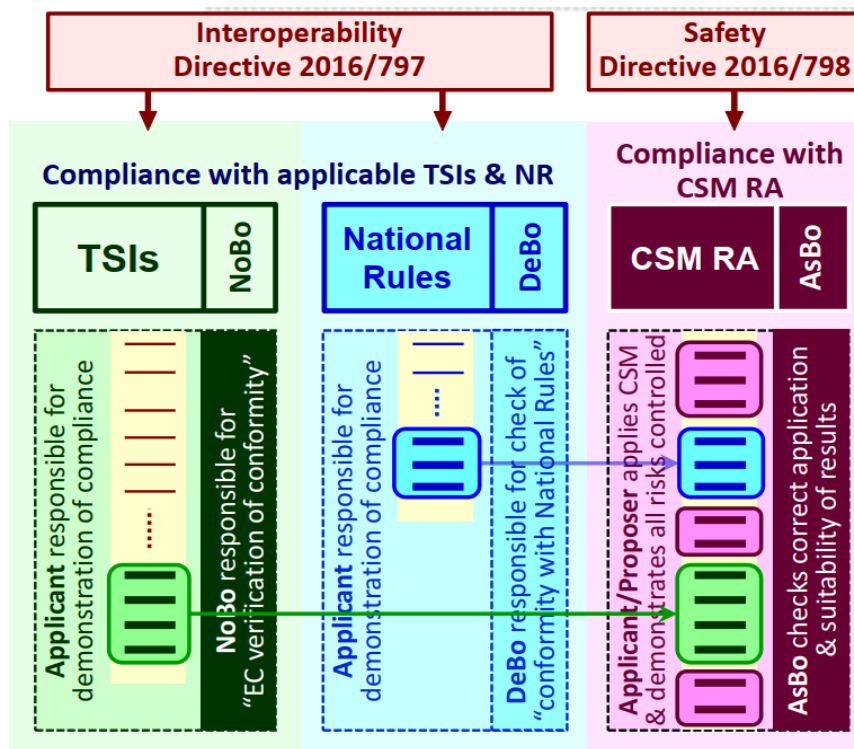 Interoperability
Directive 2016/797
Safety
Directive 2016/798
Compliance with applicable TSIs & NR
Compliance with
CSM RA
TSIs
NoBo
National
Rules
DeBo
CSM RA
AsBo
Applicant responsible for
demonstration of compliance
NoBo responsible for
“EC verification of conformity”
Applicant responsible for
demonstration of compliance
DeBo responsible for check of
“conformity with National Rules”
Applicant/Proposer applies CSM
& demonstrates all risks controlled
AsBo checks correct application
& suitability of results